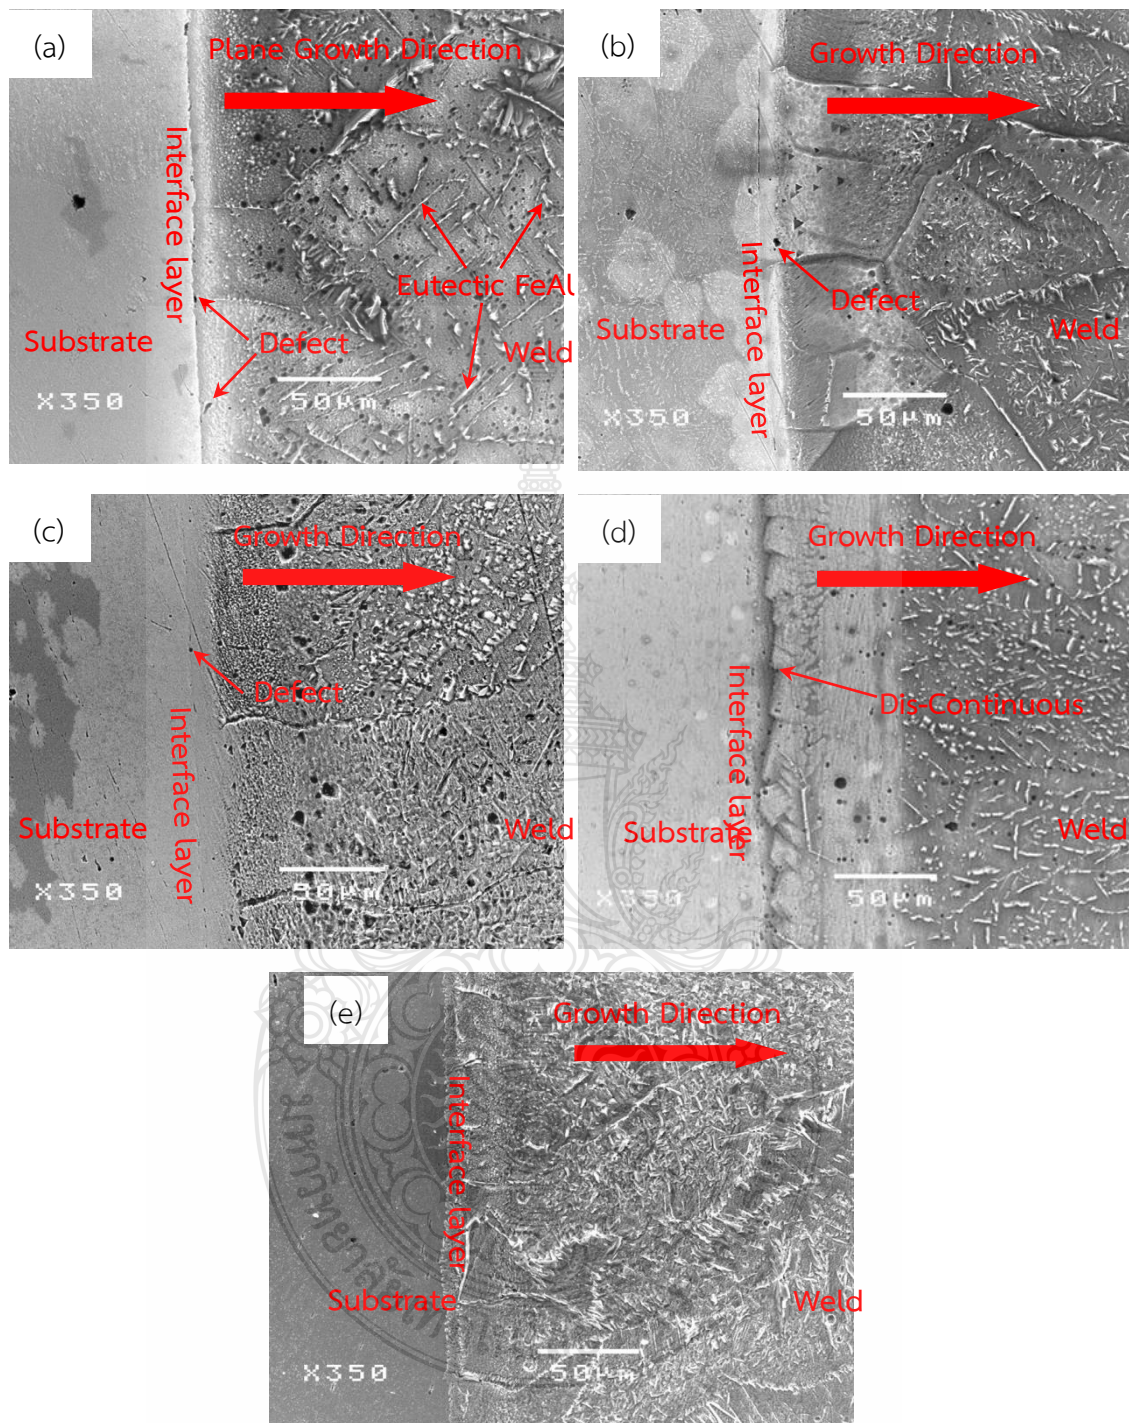 (a)
Plane Growth Direction
Interface layer
Eutectic FeAl
Substrate
Defect
Weld
X350
50µm
(b)
Growth Direction
Interface layer
Defect
Substrate
Weld
X350
50µm
(c)
Growth Direction
Defect
Interface layer
Substrate
Weld
X350
50µm
(d)
Growth Direction
Interface layer
Dis-Continuous
Substrate
Weld
X350
50µm
(e)
Growth Direction
Interface layer
Substrate
Weld
X350
50µm